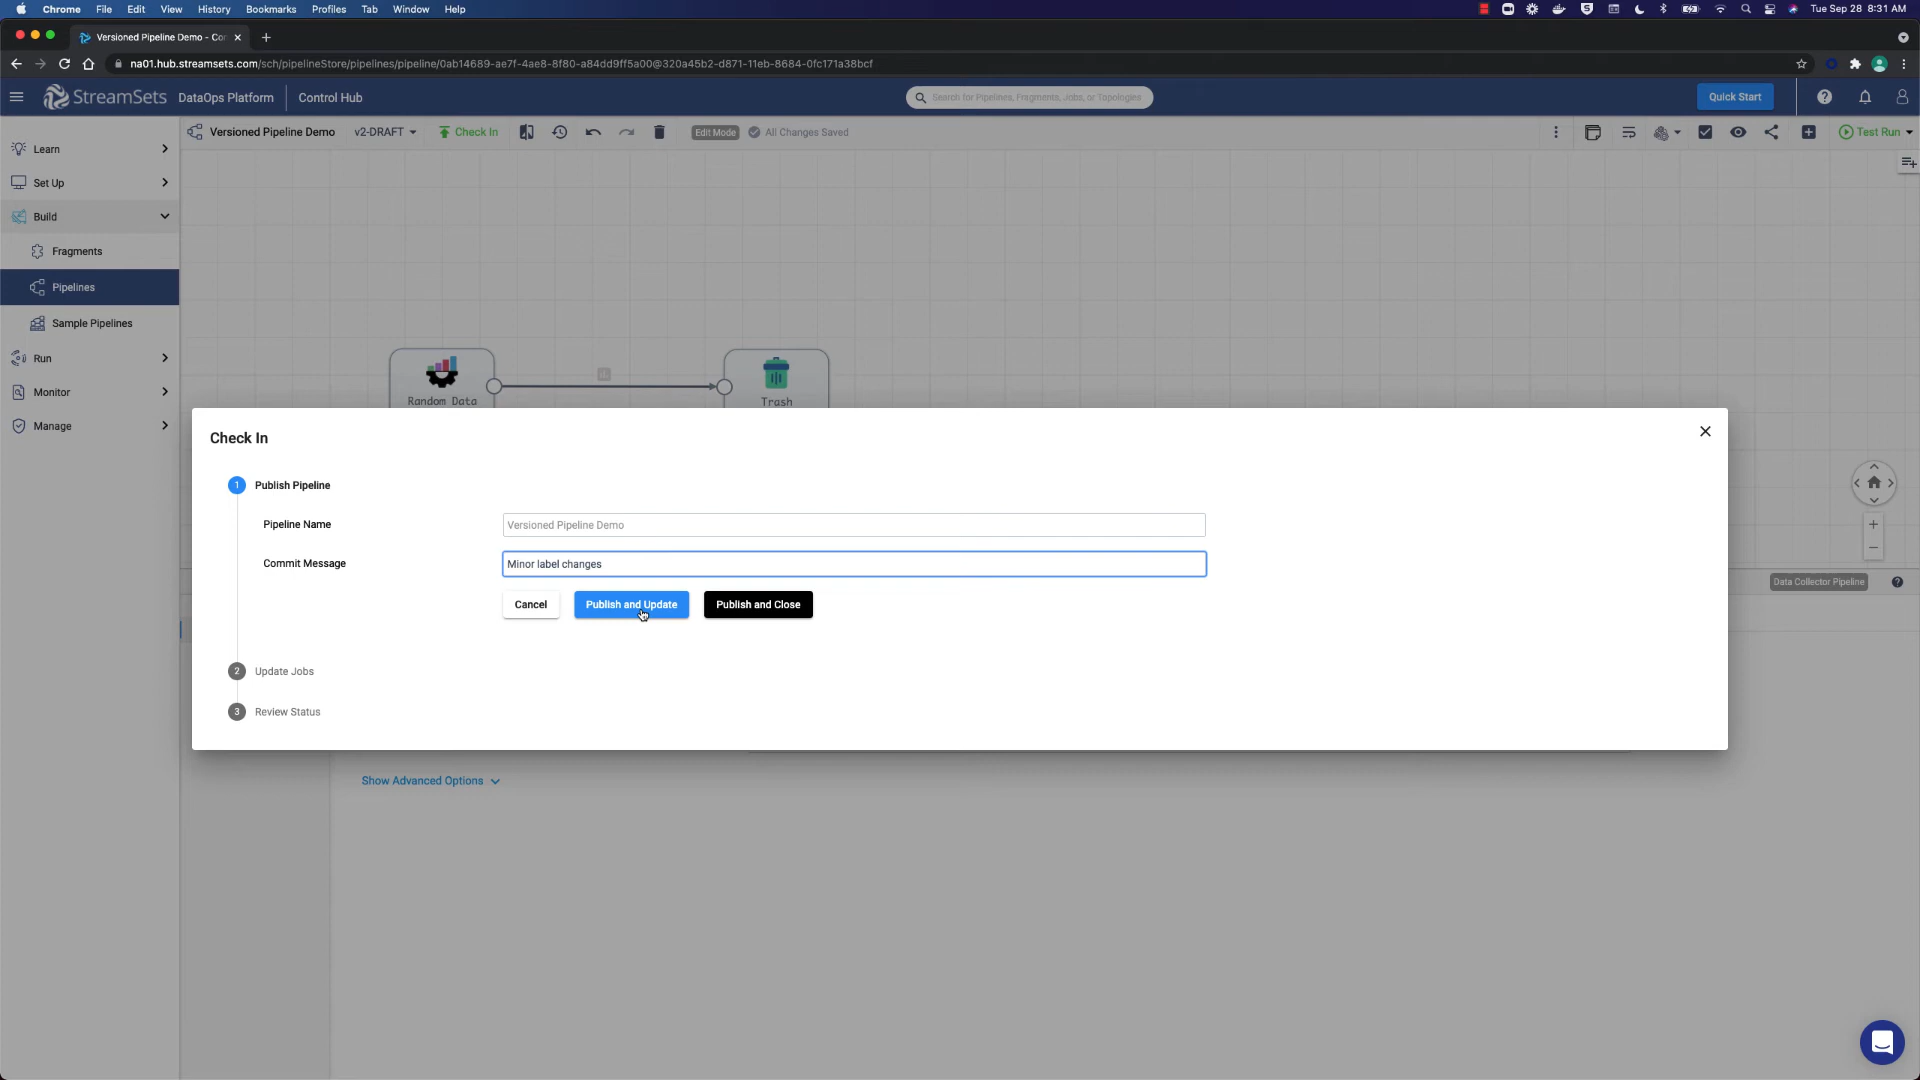 Chrome File Edit View History Bookmarks Profiles Tab Window Help Tue Sep 28 8:31 AM
Versioned Pipeline Demo - Co
na01.hub.streamsets.com/sch/pipelineStore/pipelines/pipeline/0ab14689-ae7f-4ae8-8f80-a84dd9ff5a00@320a45b2-d871-11eb-8684-0fc171a38bcf
StreamSets DataOps Platform Control Hub Search for Pipelines, Fragments, Jobs, or Topologies Quick Start
Versioned Pipeline Demo v2-DRAFT Check In Edit Mode All Changes Saved Test Run
Learn
Set Up
Build
Fragments
Pipelines
Sample Pipelines
Run
Monitor
Manage
Random Data
Trash
Check In
1 Publish Pipeline
Pipeline Name Versioned Pipeline Demo
Commit Message Minor label changes
Cancel Publish and Update Publish and Close
2 Update Jobs
3 Review Status
Data Collector Pipeline
Show Advanced Options